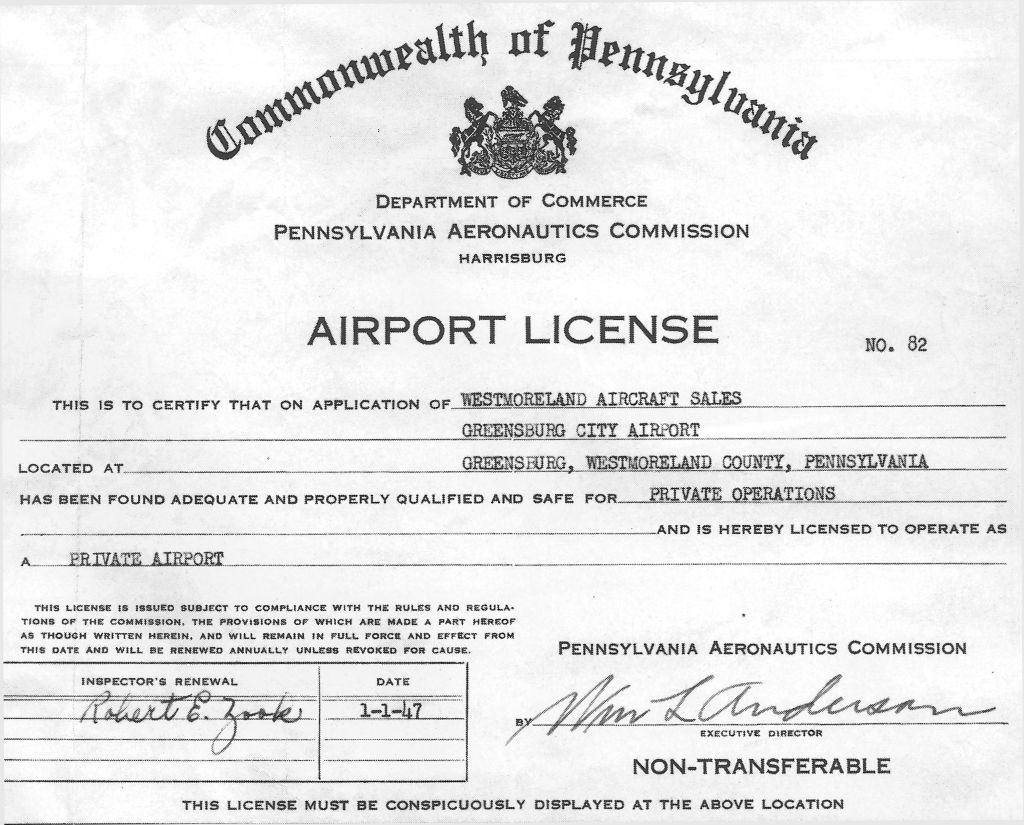 Commonwealth of Pennsylvania
DEPARTMENT OF COMMERCE
PENNSYLVANIA AERONAUTICS COMMISSION
HARRISBURG
AIRPORT LICENSE
NO. 82
THIS IS TO CERTIFY THAT ON APPLICATION OF WESTMORELAND AIRCRAFT SALES
GREENSBURG CITY AIRPORT
LOCATED AT GREENSBURG, WESTMORELAND COUNTY, PENNSYLVANIA
HAS BEEN FOUND ADEQUATE AND PROPERLY QUALIFIED AND SAFE FOR PRIVATE OPERATIONS
AND IS HEREBY LICENSED TO OPERATE AS
A PRIVATE AIRPORT
THIS LICENSE IS ISSUED SUBJECT TO COMPLIANCE WITH THE RULES AND REGULA-
TIONS OF THE COMMISSION, THE PROVISIONS OF WHICH ARE MADE A PART HEREOF
AS THOUGH WRITTEN HEREIN, AND WILL REMAIN IN FULL FORCE AND EFFECT FROM
THIS DATE AND WILL BE RENEWED ANNUALLY UNLESS REVOKED FOR CAUSE.
INSPECTOR'S RENEWAL DATE
Robert E. Zook 1-1-47
PENNSYLVANIA AERONAUTICS COMMISSION
BY Wm L Anderson
EXECUTIVE DIRECTOR
NON-TRANSFERABLE
THIS LICENSE MUST BE CONSPICUOUSLY DISPLAYED AT THE ABOVE LOCATION